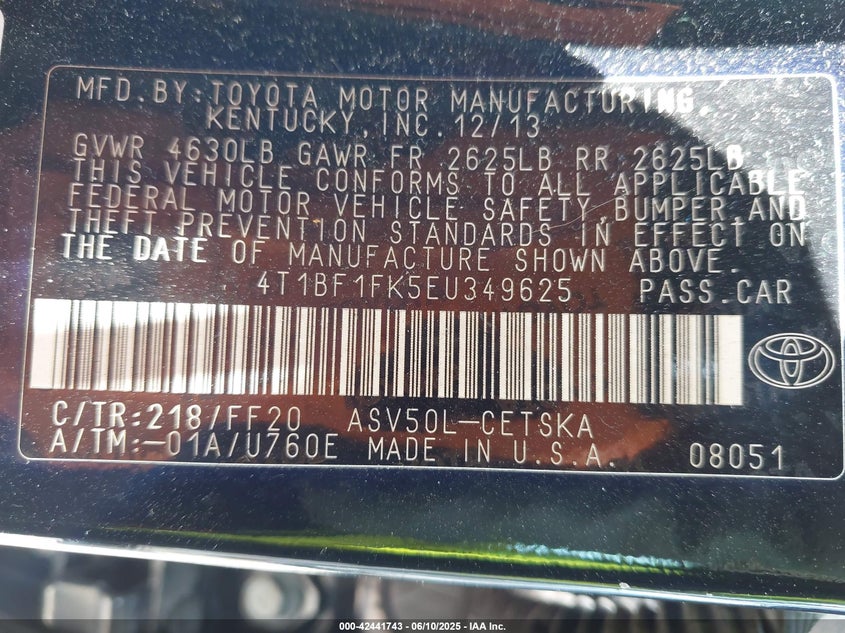 MFD.BY:TOYOTA MOTOR MANUFACTURING,
KENTUCKY,INC.12/13
GVWR 4630LB GAWR FR 2625LB RR 2625LB
THIS VEHICLE CONFORMS TO ALL APPLICABLE
FEDERAL MOTOR VEHICLE SAFETY,BUMPER,AND
THEFT PREVENTION STANDARDS IN EFFECT ON
THE DATE OF MANUFACTURE SHOWN ABOVE.
4T1BF1FK5EU349625 PASS.CAR
C/TR:218/FF20 ASV50L-CETSKA
A/TM:-01A/U760E MADE IN U.S.A. 08051
000-42441743 - 06/10/2025 - IAA Inc.